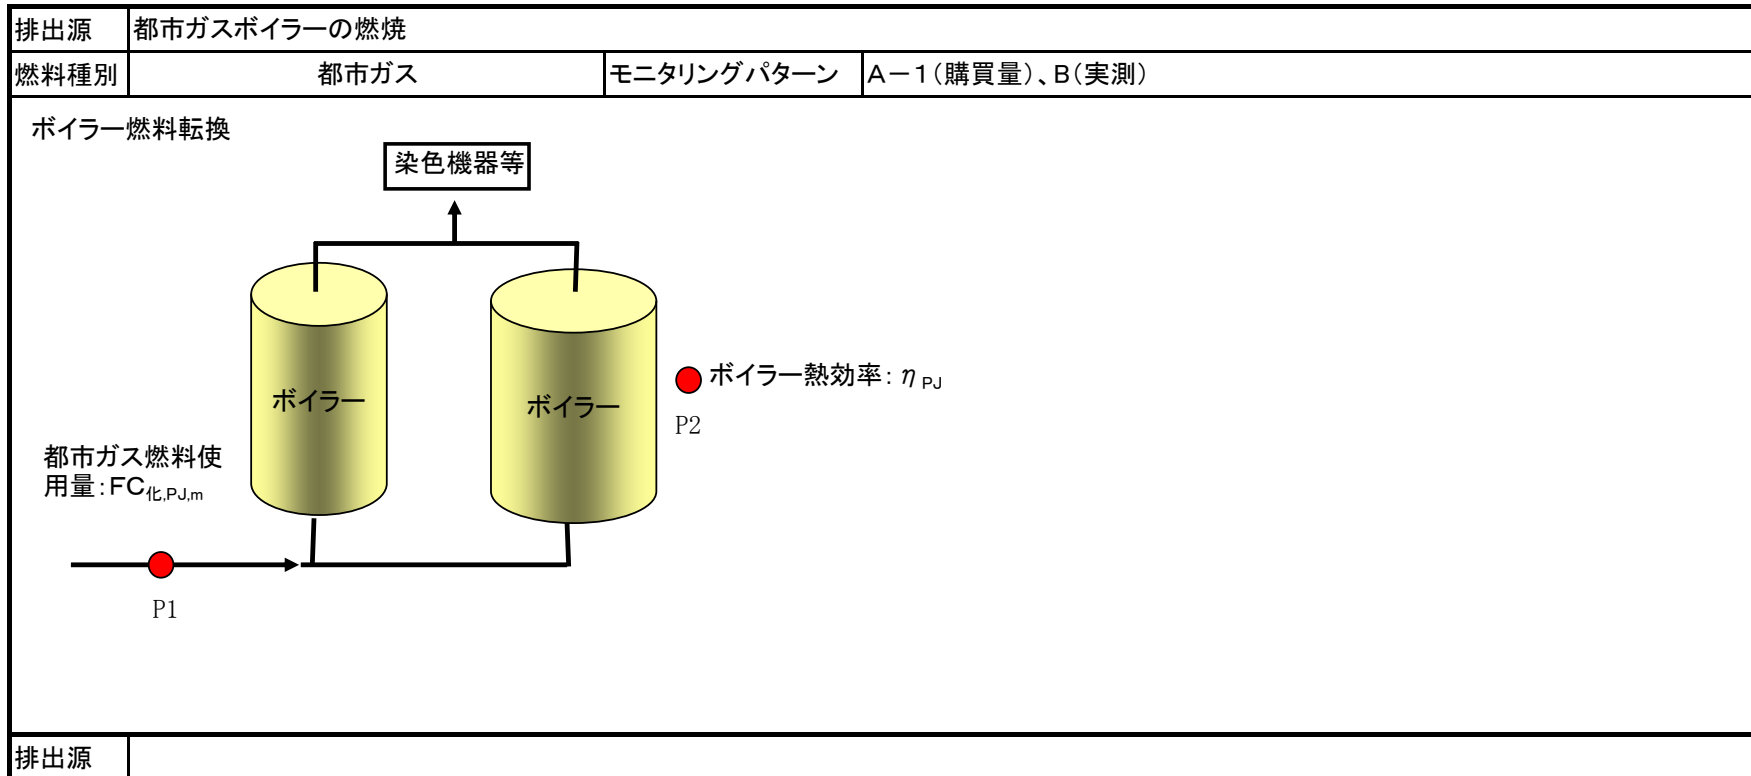 排出源 都市ガスボイラーの燃焼
燃料種別 都市ガス モニタリングパターン A－1(購買量)、B(実測)
ボイラー燃料転換
染色機器等
ボイラー ボイラー
ボイラー熱効率：η PJ
P2
都市ガス燃料使
用量：FC化,PJ,m
P1
排出源